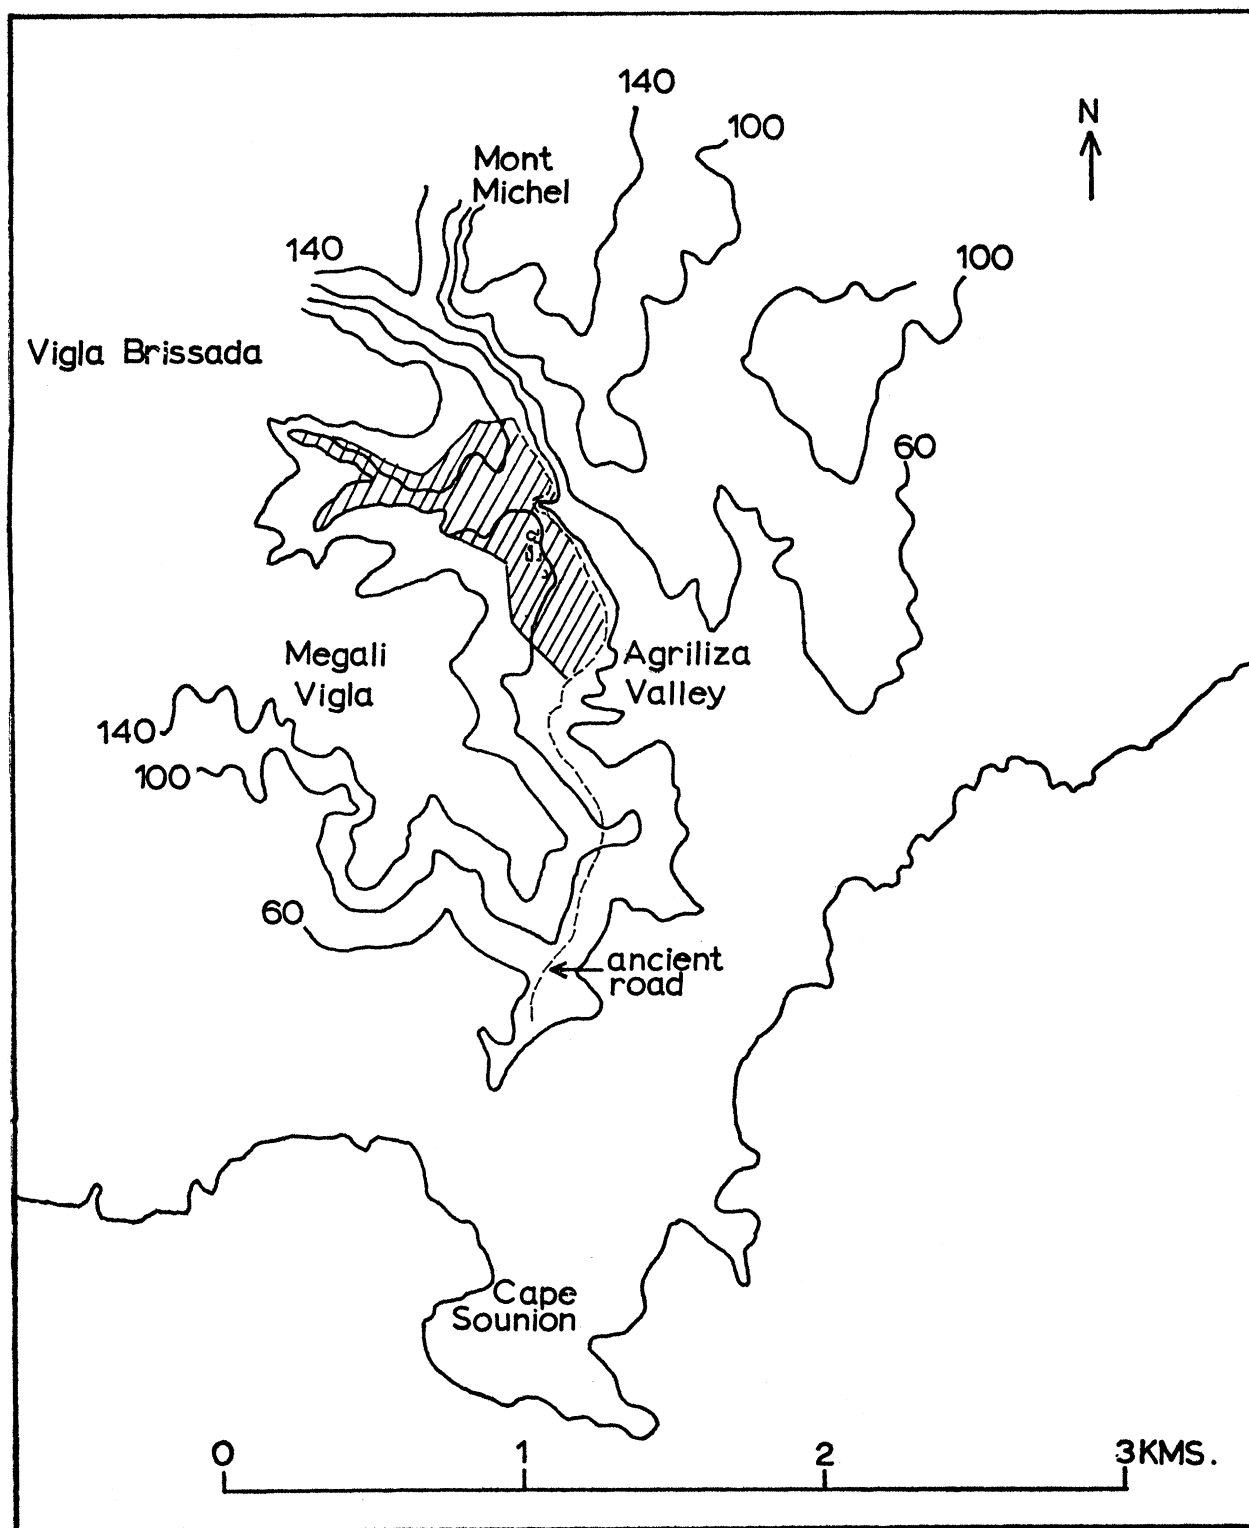 140
100
N
Mont
Michel
140
100
Vigla Brissada
60
Megali
Vigla
Agriliza
Valley
140
100
60
ancient
road
Cape
Sounion
0
1
2
3KMS.